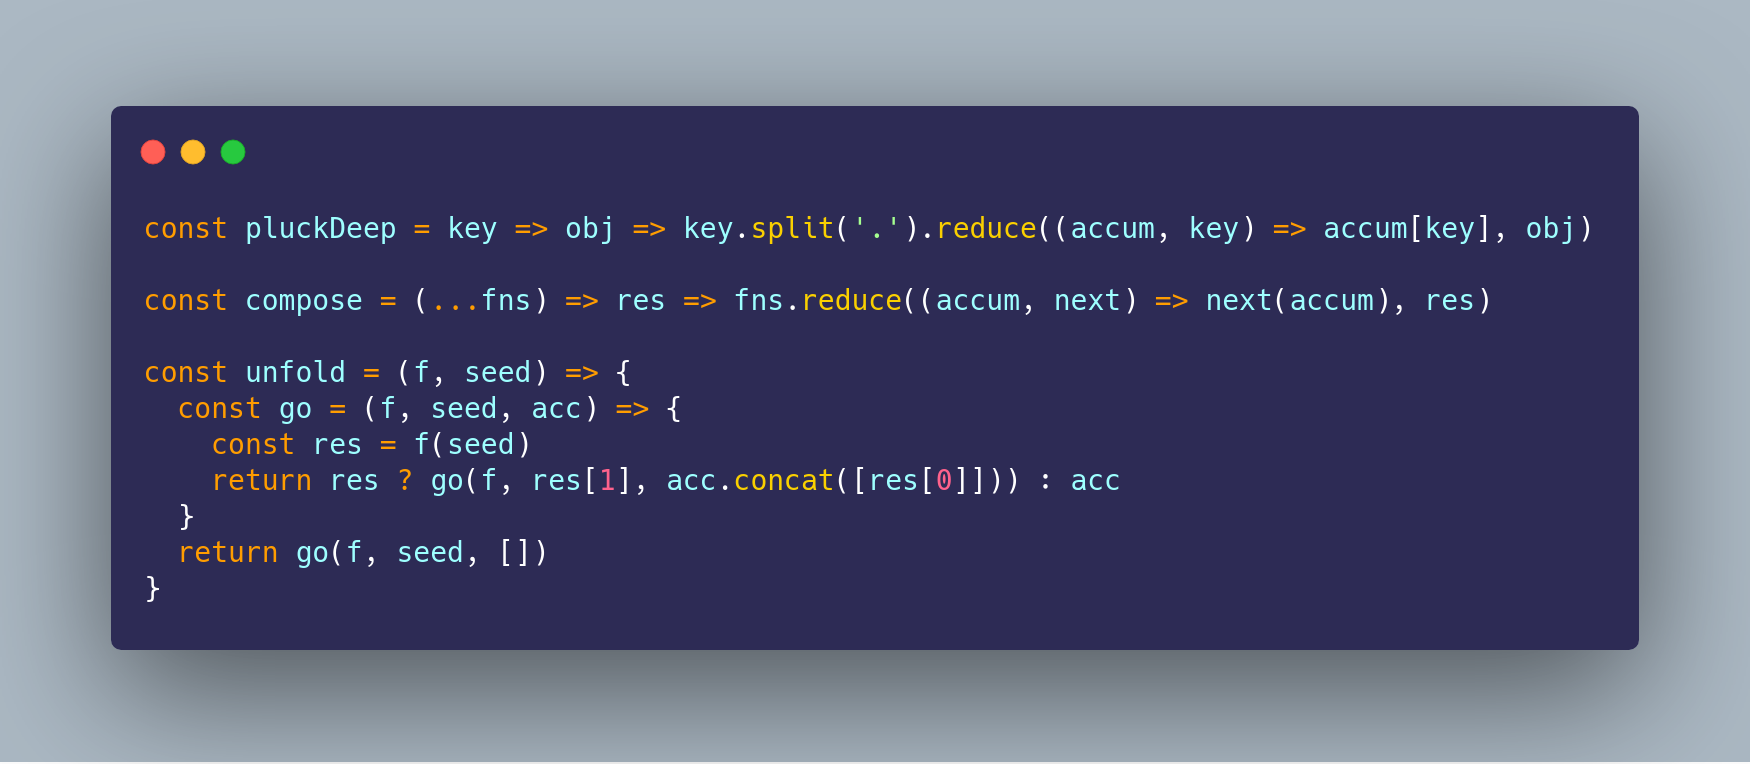 const pluckDeep = key => obj => key.split('.').reduce((accum, key) => accum[key], obj)

const compose = (...fns) => res => fns.reduce((accum, next) => next(accum), res)

const unfold = (f, seed) => {
  const go = (f, seed, acc) => {
    const res = f(seed)
    return res ? go(f, res[1], acc.concat([res[0]])) : acc
  }
  return go(f, seed, [])
}